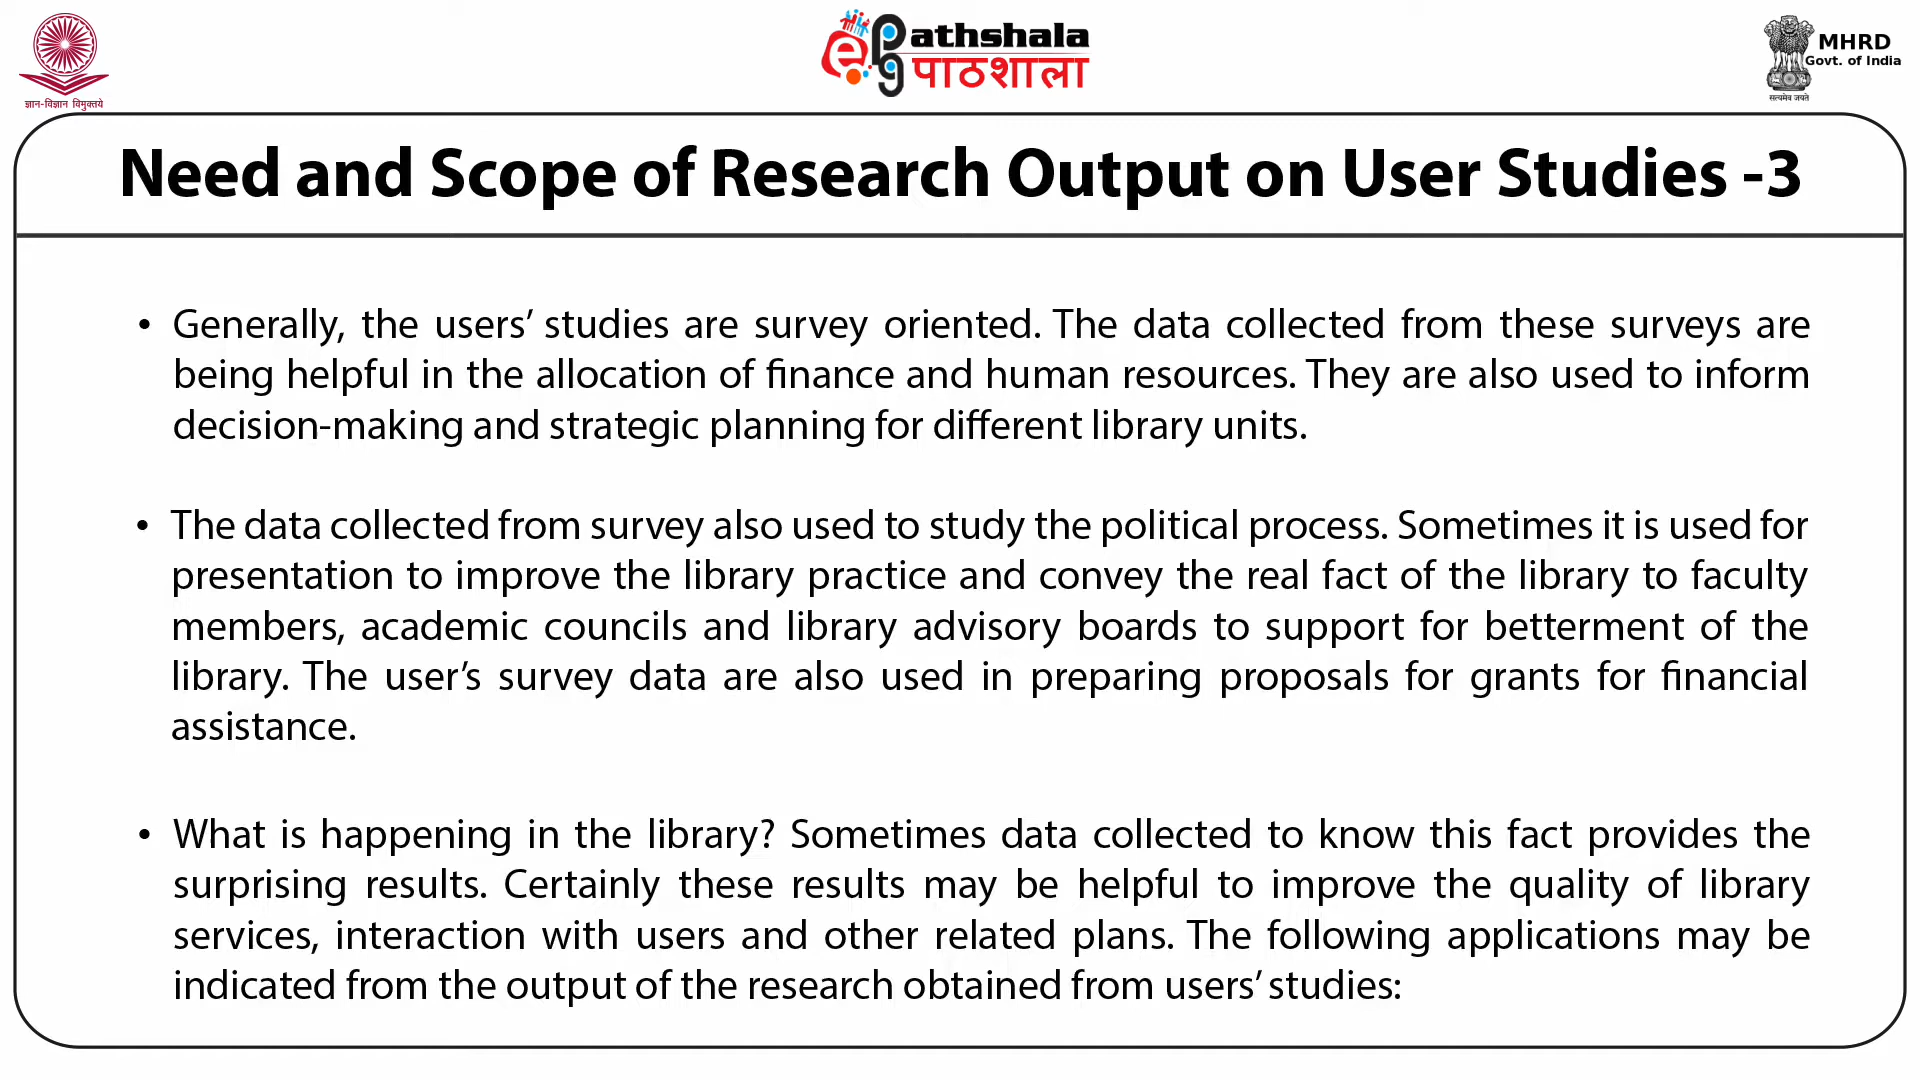 ज्ञान-विज्ञान विमुक्तये
e
Pathshala
पाठशाला
सत्यमेव जयते
MHRD
Govt. of India
Need and Scope of Research Output on User Studies -3
• Generally, the users’ studies are survey oriented. The data collected from these surveys are
being helpful in the allocation of finance and human resources. They are also used to inform
decision-making and strategic planning for different library units.
• The data collected from survey also used to study the political process. Sometimes it is used for
presentation to improve the library practice and convey the real fact of the library to faculty
members, academic councils and library advisory boards to support for betterment of the
library. The user’s survey data are also used in preparing proposals for grants for financial
assistance.
• What is happening in the library? Sometimes data collected to know this fact provides the
surprising results. Certainly these results may be helpful to improve the quality of library
services, interaction with users and other related plans. The following applications may be
indicated from the output of the research obtained from users’ studies: